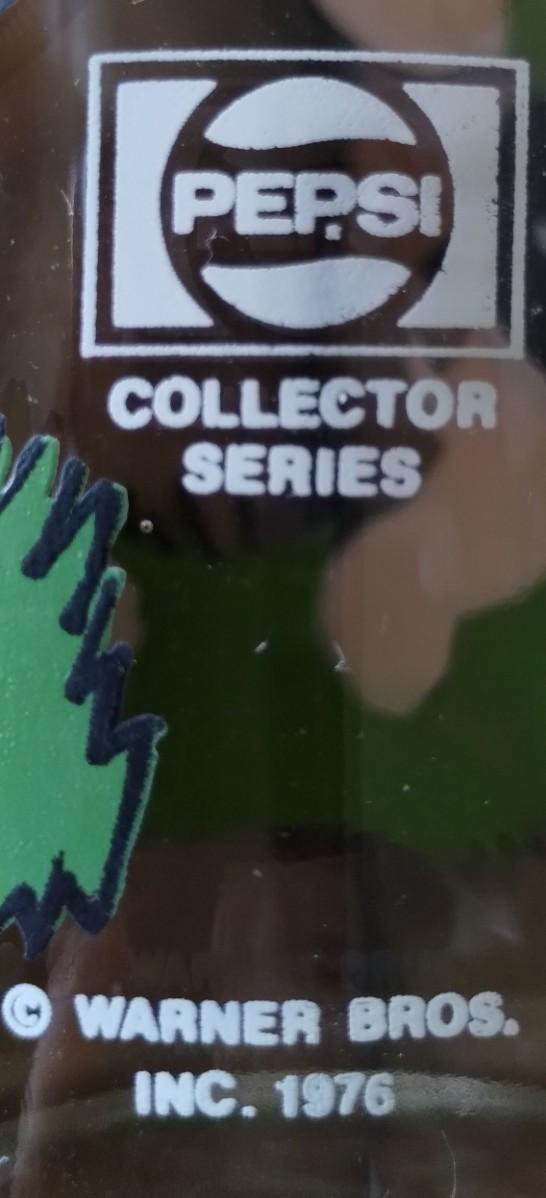 PEPSI
COLLECTOR
SERIES
© WARNER BROS.
INC. 1976